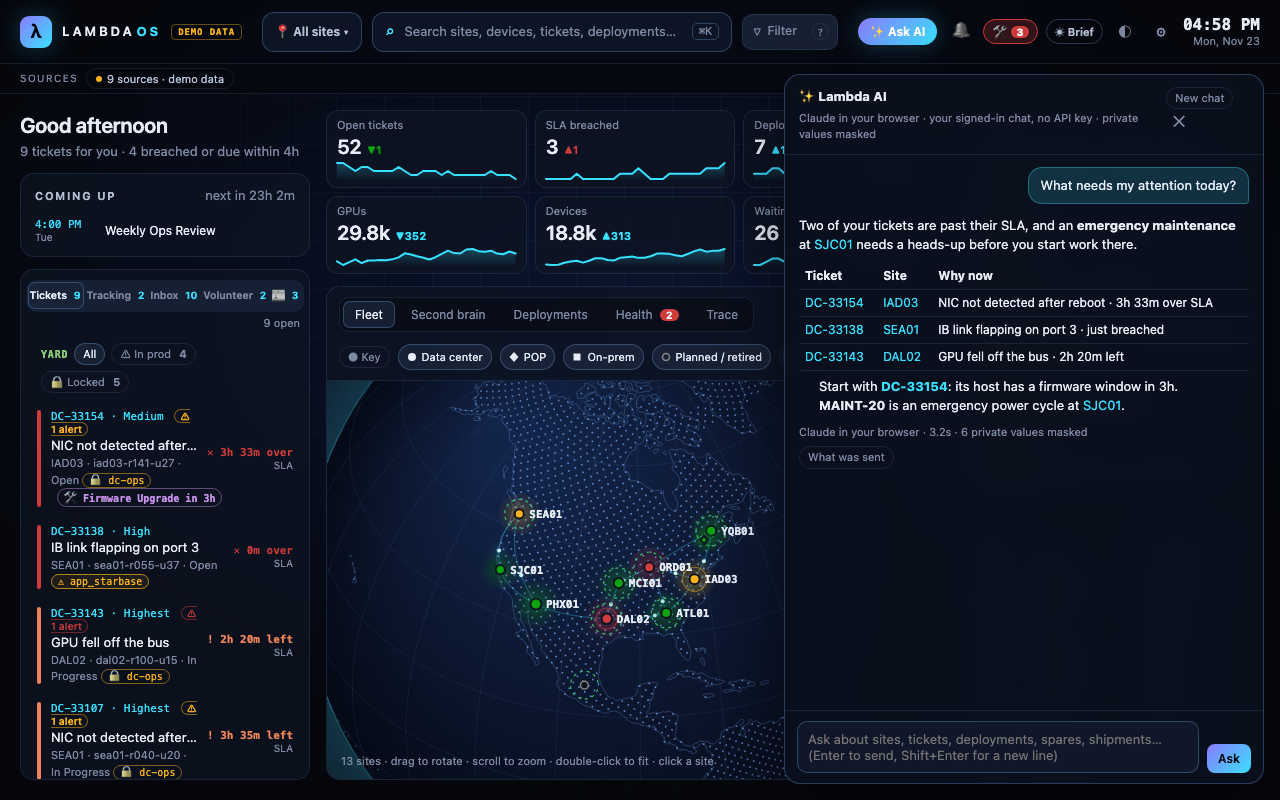 λ LAMBDA OS DEMO DATA
📍 All sites ▾
Search sites, devices, tickets, deployments... ⌘K
▽ Filter ?
✨ Ask AI
🛠 3
☀ Brief
04:58 PM
Mon, Nov 23
SOURCES 9 sources · demo data
Good afternoon
9 tickets for you · 4 breached or due within 4h
COMING UP next in 23h 2m
4:00 PM
Tue
Weekly Ops Review
Tickets 9 Tracking 2 Inbox 10 Volunteer 2 📰 3
9 open
YARD All ⚠ In prod 4
🔒 Locked 5
DC-33154 · Medium ⚠
1 alert
NIC not detected after...
✕ 3h 33m over
SLA
IAD03 · iad03-r141-u27 ·
Open 🔒 dc-ops
🛠 Firmware Upgrade in 3h
DC-33138 · High
IB link flapping on port 3
✕ 0m over
SLA
SEA01 · sea01-r055-u37 · Open
⚠ app_starbase
DC-33143 · Highest ⚠
1 alert
GPU fell off the bus
! 2h 20m left
SLA
DAL02 · dal02-r100-u15 · In
Progress 🔒 dc-ops
DC-33107 · Highest ⚠
1 alert
NIC not detected after...
! 3h 35m left
SLA
SEA01 · sea01-r040-u20 ·
In Progress 🔒 dc-ops
Open tickets
52 ▼1
SLA breached
3 ▲1
Deplo
7 ▲1
GPUs
29.8k ▼352
Devices
18.8k ▲313
Waitin
26
Fleet Second brain Deployments Health 2 Trace
Key Data center POP On-prem Planned / retired
SEA01
YQB01
SJC01
ORD01
MCI01
IAD03
PHX01
DAL02
ATL01
13 sites · drag to rotate · scroll to zoom · double-click to fit · click a site
✨ Lambda AI
New chat
Claude in your browser · your signed-in chat, no API key · private
values masked
What needs my attention today?
Two of your tickets are past their SLA, and an emergency maintenance
at SJC01 needs a heads-up before you start work there.
Ticket Site Why now
DC-33154 IAD03 NIC not detected after reboot · 3h 33m over SLA
DC-33138 SEA01 IB link flapping on port 3 · just breached
DC-33143 DAL02 GPU fell off the bus · 2h 20m left
Start with DC-33154: its host has a firmware window in 3h.
MAINT-20 is an emergency power cycle at SJC01.
Claude in your browser · 3.2s · 6 private values masked
What was sent
Ask about sites, tickets, deployments, spares, shipments...
(Enter to send, Shift+Enter for a new line)
Ask